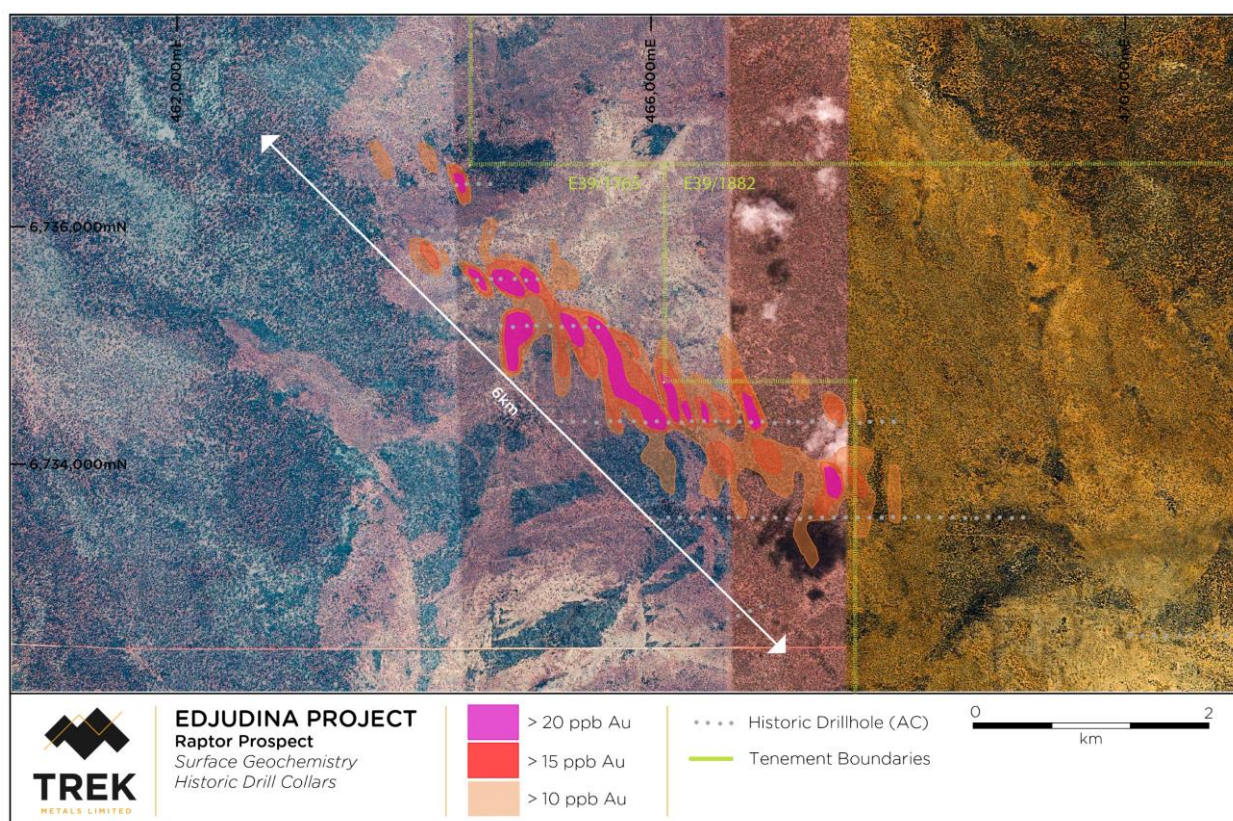 462,000mE
466,000mE
470,000mE
E39/1765
E39/1882
6,736,000mN
6km
6,734,000mN
TREK
METALS LIMITED
EDJUDINA PROJECT
Raptor Prospect
Surface Geochemistry
Historic Drill Collars
> 20 ppb Au
> 15 ppb Au
> 10 ppb Au
Historic Drillhole (AC)
Tenement Boundaries
0
2
km